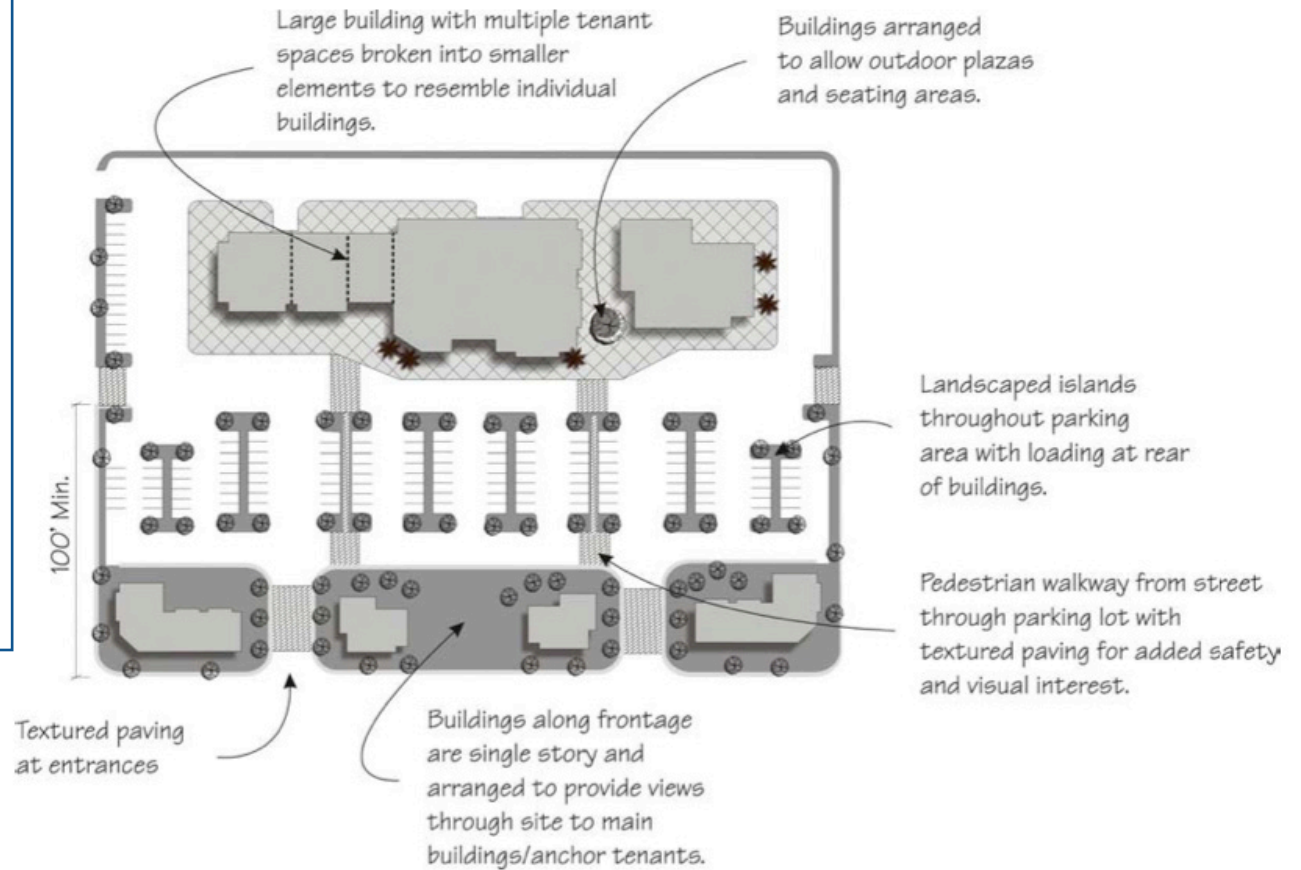 Large building with multiple tenant
spaces broken into smaller
elements to resemble individual
buildings.
Buildings arranged
to allow outdoor plazas
and seating areas.
Landscaped islands
throughout parking
area with loading at rear
of buildings.
100' Min.
Pedestrian walkway from street
through parking lot with
textured paving for added safety
and visual interest.
Textured paving
at entrances
Buildings along frontage
are single story and
arranged to provide views
through site to main
buildings/anchor tenants.